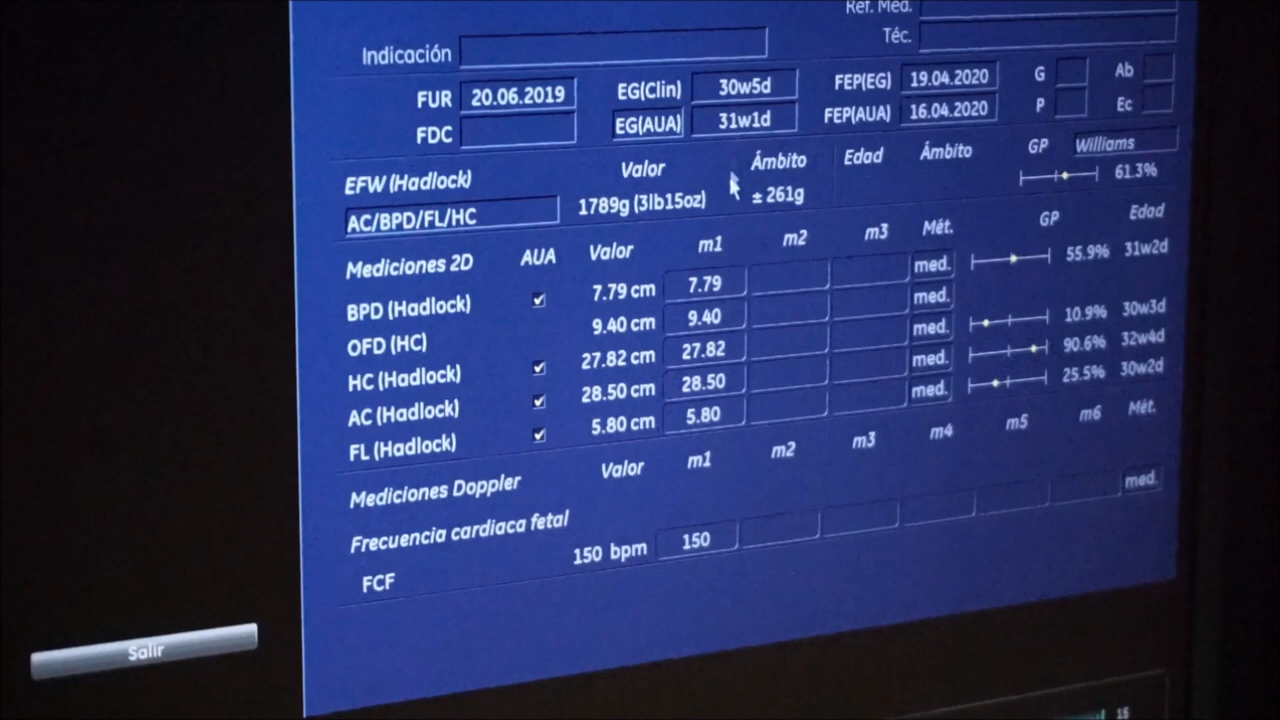 Ref. Med.
Indicación Téc.
FUR 20.06.2019 EG(Clin) 30w5d FEP(EG) 19.04.2020 G Ab
FDC EG(AUA) 31w1d FEP(AUA) 16.04.2020 P Ec
EFW (Hadlock) Valor Ámbito Edad Ámbito GP Williams
AC/BPD/FL/HC 1789g (3lb15oz) ± 261g 61.3%
Mediciones 2D AUA Valor m1 m2 m3 Mét. GP Edad
BPD (Hadlock) 7.79 cm 7.79 med. 55.9% 31w2d
OFD (HC) 9.40 cm 9.40 med.
HC (Hadlock) 27.82 cm 27.82 med. 10.9% 30w3d
AC (Hadlock) 28.50 cm 28.50 med. 90.6% 32w4d
FL (Hadlock) 5.80 cm 5.80 med. 25.5% 30w2d
Mediciones Doppler Valor m1 m2 m3 m4 m5 m6 Mét.
Frecuencia cardiaca fetal
FCF 150 bpm 150 med.
Salir
15